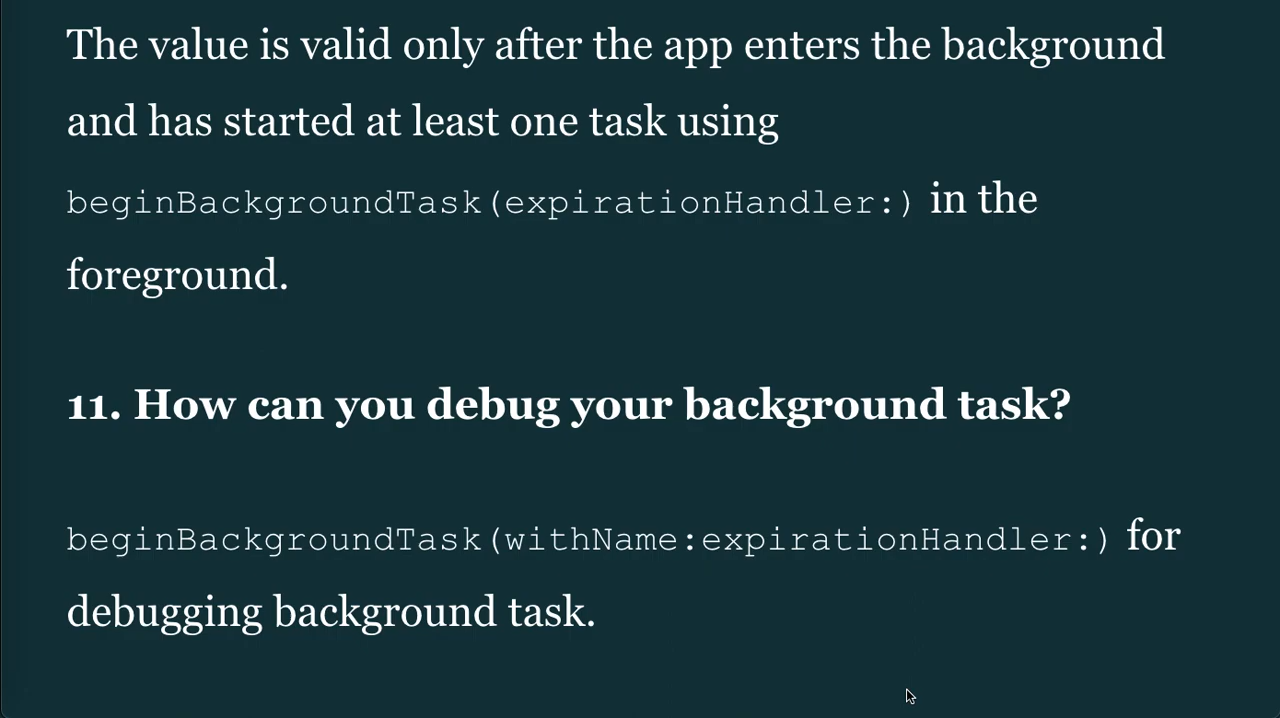 The value is valid only after the app enters the background
and has started at least one task using
beginBackgroundTask(expirationHandler:) in the
foreground.
11. How can you debug your background task?
beginBackgroundTask(withName:expirationHandler:) for
debugging background task.